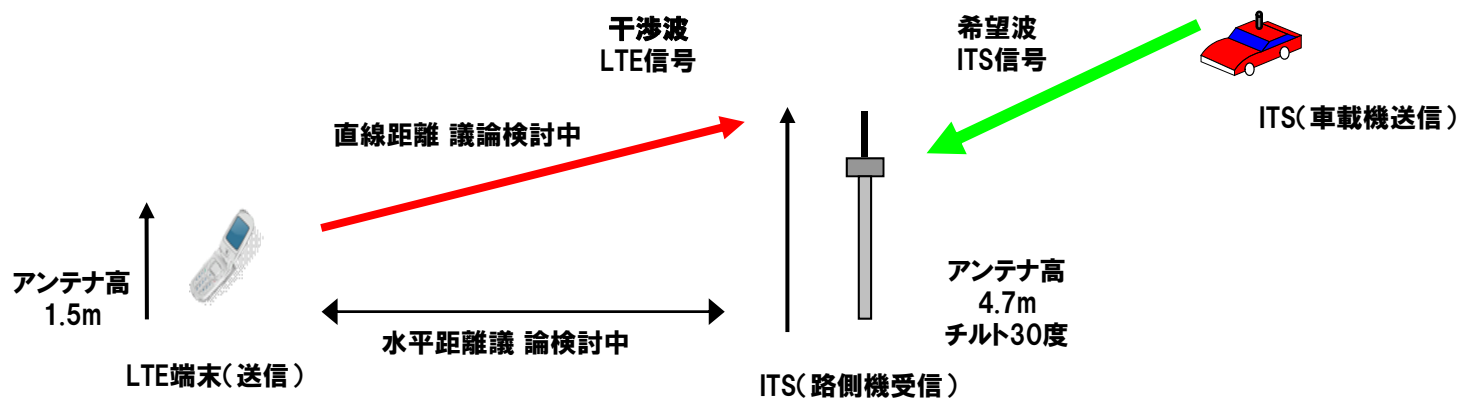 干渉波
LTE信号
希望波
ITS信号
ITS(車載機送信)
直線距離 議論検討中
アンテナ高
1.5m
アンテナ高
4.7m
チルト30度
水平距離議 論検討中
LTE端末(送信)
ITS(路側機受信)